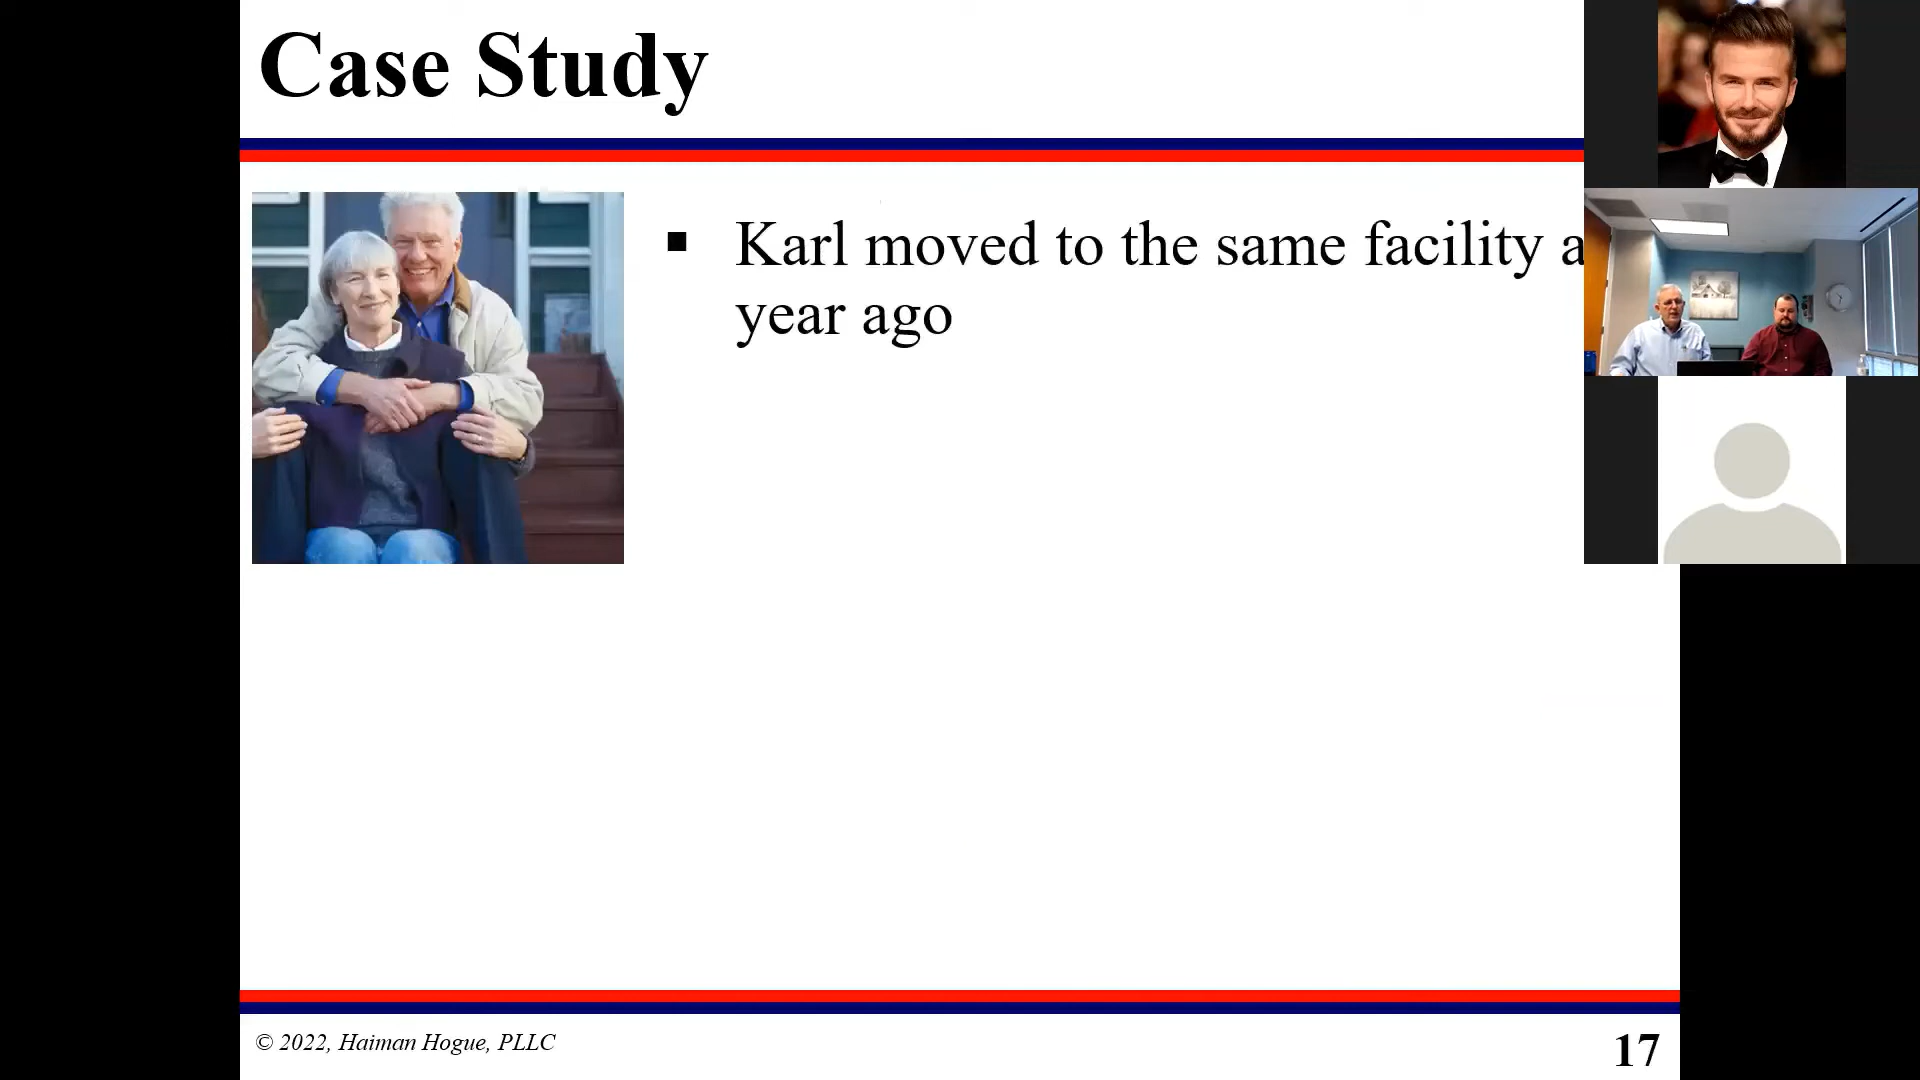 Case Study
▪ Karl moved to the same facility a
year ago
© 2022, Haiman Hogue, PLLC
17